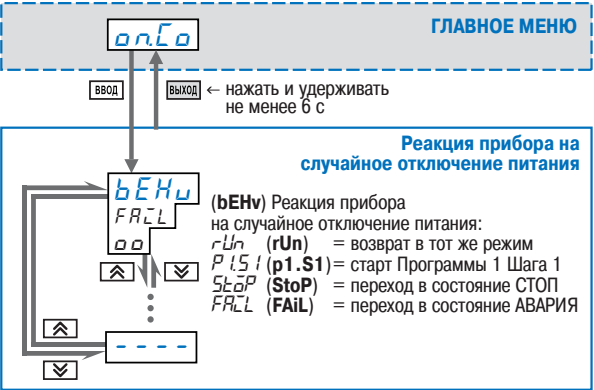 ГЛАВНОЕ МЕНЮ
on.Co
ВВОД
ВЫХОД ← нажать и удерживать
не менее 6 с
Реакция прибора на
случайное отключение питания
bEHv
FAIL
oo
(bEHv) Реакция прибора
на случайное отключение питания:
rUn (rUn) = возврат в тот же режим
P1.S1 (p1.S1) = старт Программы 1 Шага 1
StoP (StoP) = переход в состояние СТОП
FAIL (FAiL) = переход в состояние АВАРИЯ
- - - -